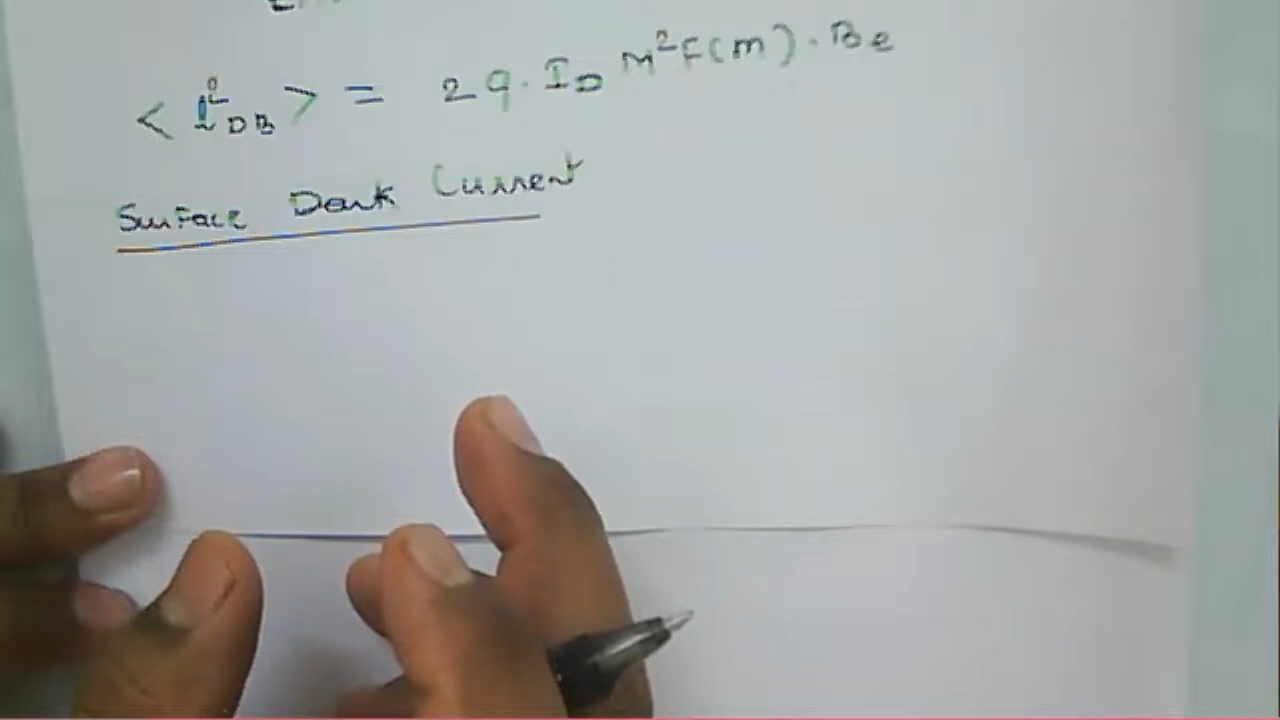 < i²DB > = 2q. ID M²F(m) . Be
Surface Dark Current